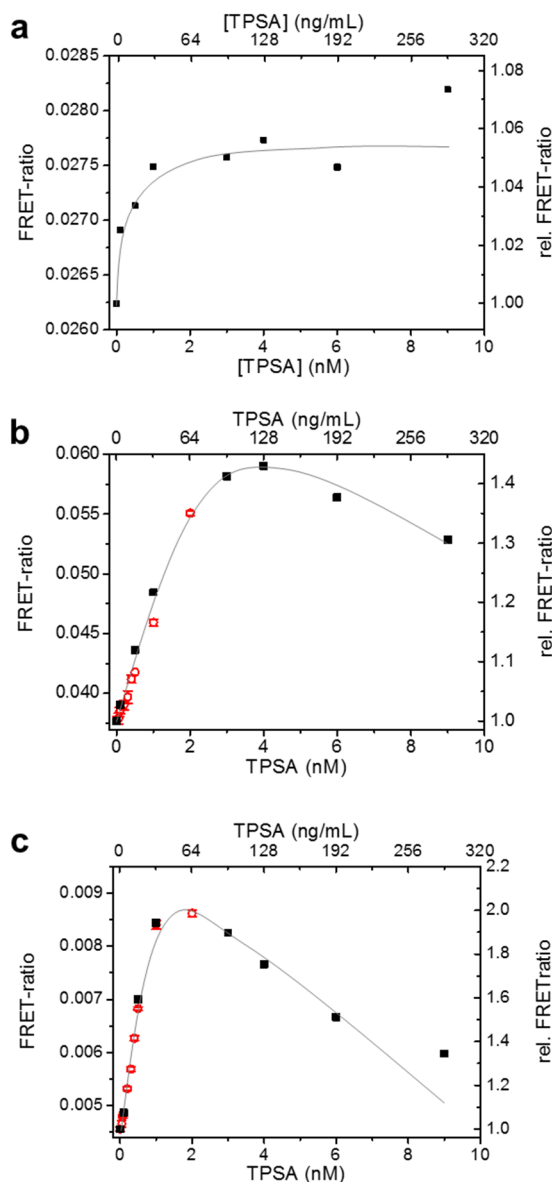 a
[TPSA] (ng/mL)
0 64 128 192 256 320
0.0285 0.0280 0.0275 0.0270 0.0265 0.0260
FRET-ratio
1.08 1.06 1.04 1.02 1.00
rel. FRET-ratio
0 2 4 6 8 10
[TPSA] (nM)
b
TPSA (ng/mL)
0 64 128 192 256 320
0.060 0.055 0.050 0.045 0.040
FRET-ratio
1.4 1.3 1.2 1.1 1.0
rel. FRET-ratio
0 2 4 6 8 10
TPSA (nM)
c
TPSA (ng/mL)
0 64 128 192 256 320
0.009 0.008 0.007 0.006 0.005
FRET-ratio
2.2 2.0 1.8 1.6 1.4 1.2 1.0
rel. FRETratio
0 2 4 6 8 10
TPSA (nM)